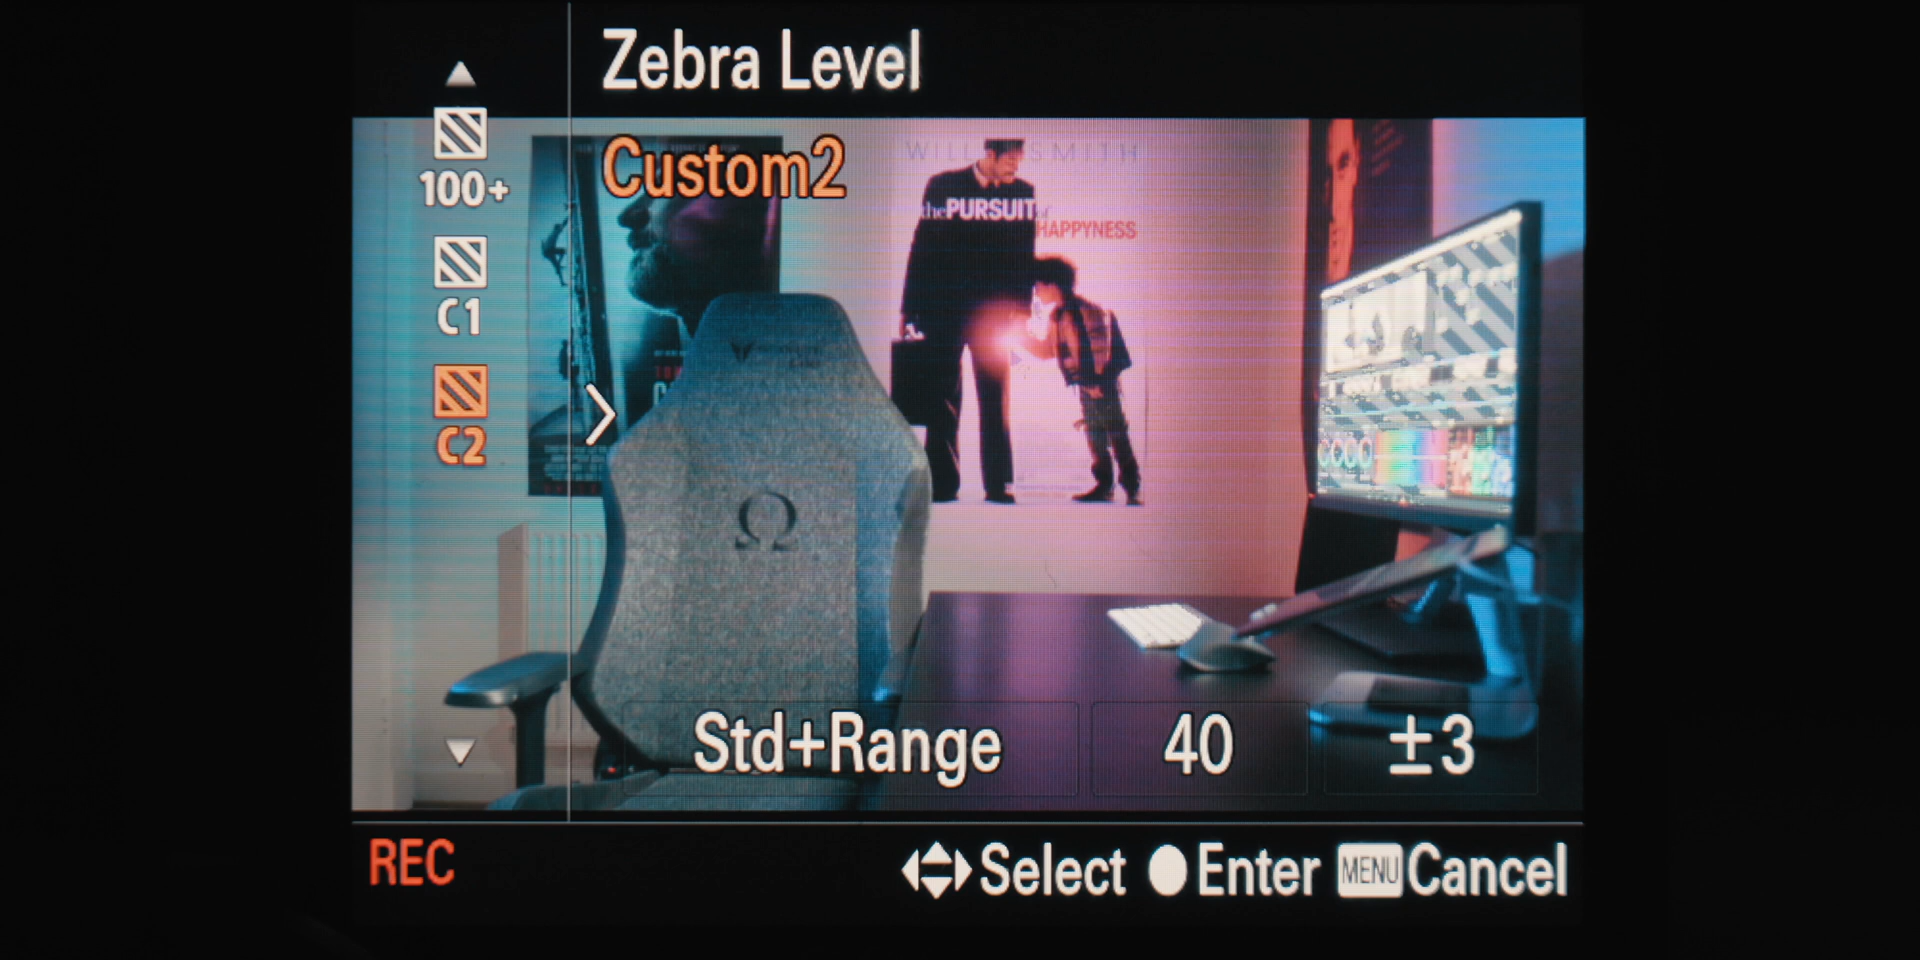 Zebra Level
100+
C1
C2
Custom2
WILL SMITH
the PURSUIT of
HAPPYNESS
Ω
Std+Range
40
±3
REC
Select
Enter
MENU
Cancel